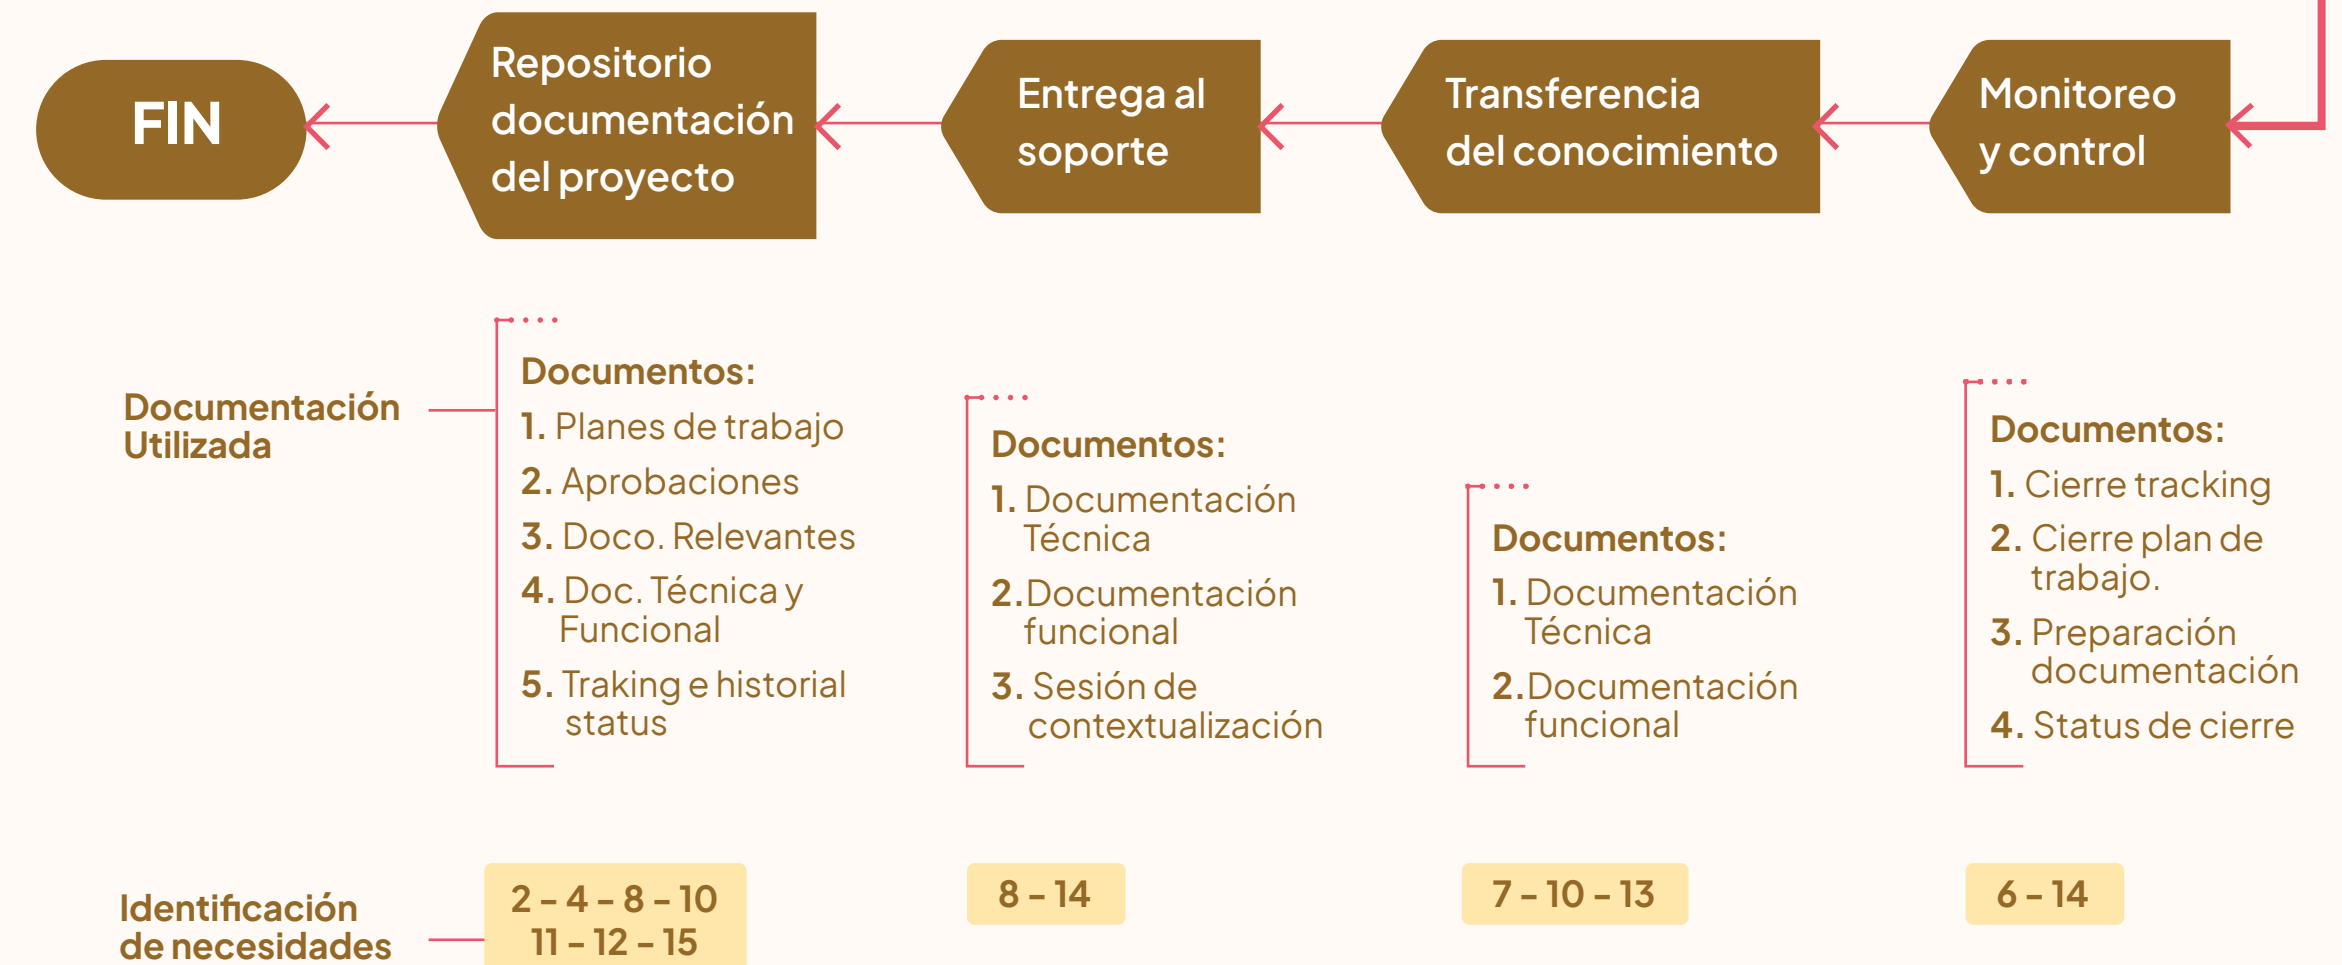 FIN
Repositorio
documentación
del proyecto
Entrega al
soporte
Transferencia
del conocimiento
Monitoreo
y control
Documentación
Utilizada
Documentos:
1. Planes de trabajo
2. Aprobaciones
3. Doco. Relevantes
4. Doc. Técnica y
Funcional
5. Traking e historial
status
Documentos:
1. Documentación
Técnica
2.Documentación
funcional
3. Sesión de
contextualización
Documentos:
1. Documentación
Técnica
2.Documentación
funcional
Documentos:
1. Cierre tracking
2. Cierre plan de
trabajo.
3. Preparación
documentación
4. Status de cierre
Identificación
de necesidades
2 – 4 – 8 – 10
11 – 12 – 15
8 – 14
7 – 10 – 13
6 – 14